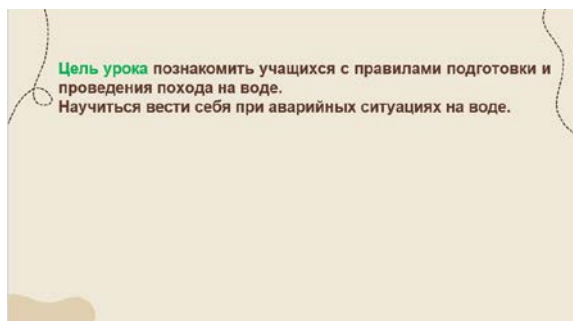 Цель урока познакомить учащихся с правилами подготовки и
проведения похода на воде.
Научиться вести себя при аварийных ситуациях на воде.